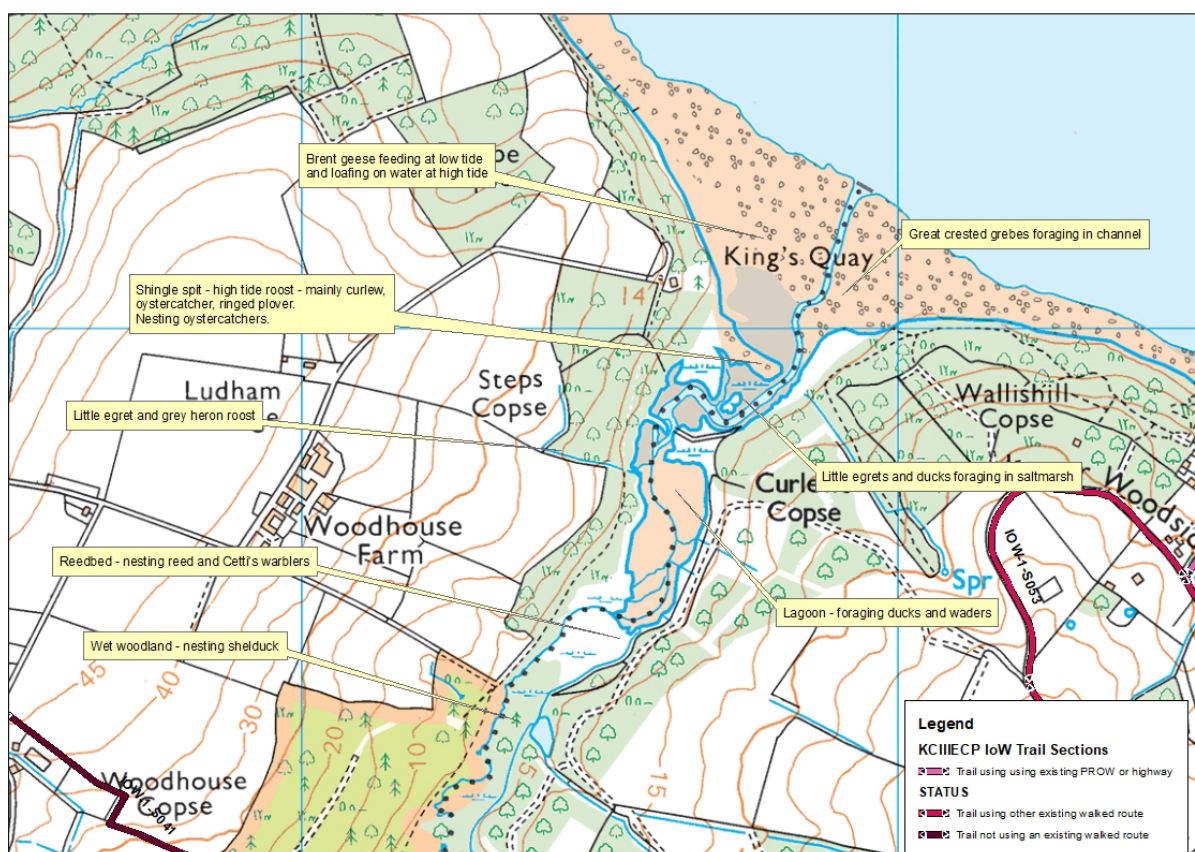 Brent geese feeding at low tide
and loafing on water at high tide
Great crested grebes foraging in channel
King's Quay
Shingle spit - high tide roost - mainly curlew,
oystercatcher, ringed plover.
Nesting oystercatchers.
14
Ludham
Steps
Copse
Wallishill
Copse
Little egret and grey heron roost
Little egrets and ducks foraging in saltmarsh
Copse
Woodhouse
Farm
IOW-1-S053
Spr
Reedbed - nesting reed and Cetti's warblers
Lagoon - foraging ducks and waders
Wet woodland - nesting shelduck
45
40
30
20
10
5
15
Woodhouse
Copse
Legend
KCIIIECP IoW Trail Sections
Trail using using existing PROW or highway
STATUS
Trail using other existing walked route
Trail not using an existing walked route